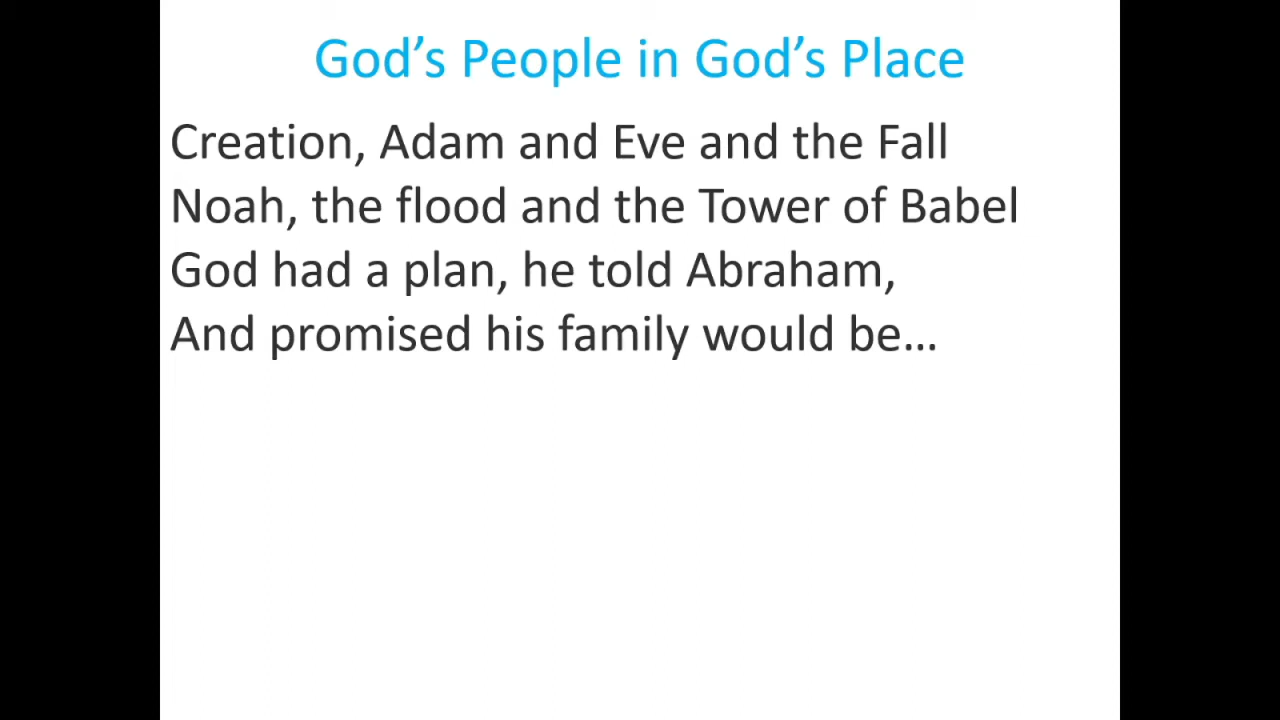 God’s People in God’s Place
Creation, Adam and Eve and the Fall
Noah, the flood and the Tower of Babel
God had a plan, he told Abraham,
And promised his family would be…